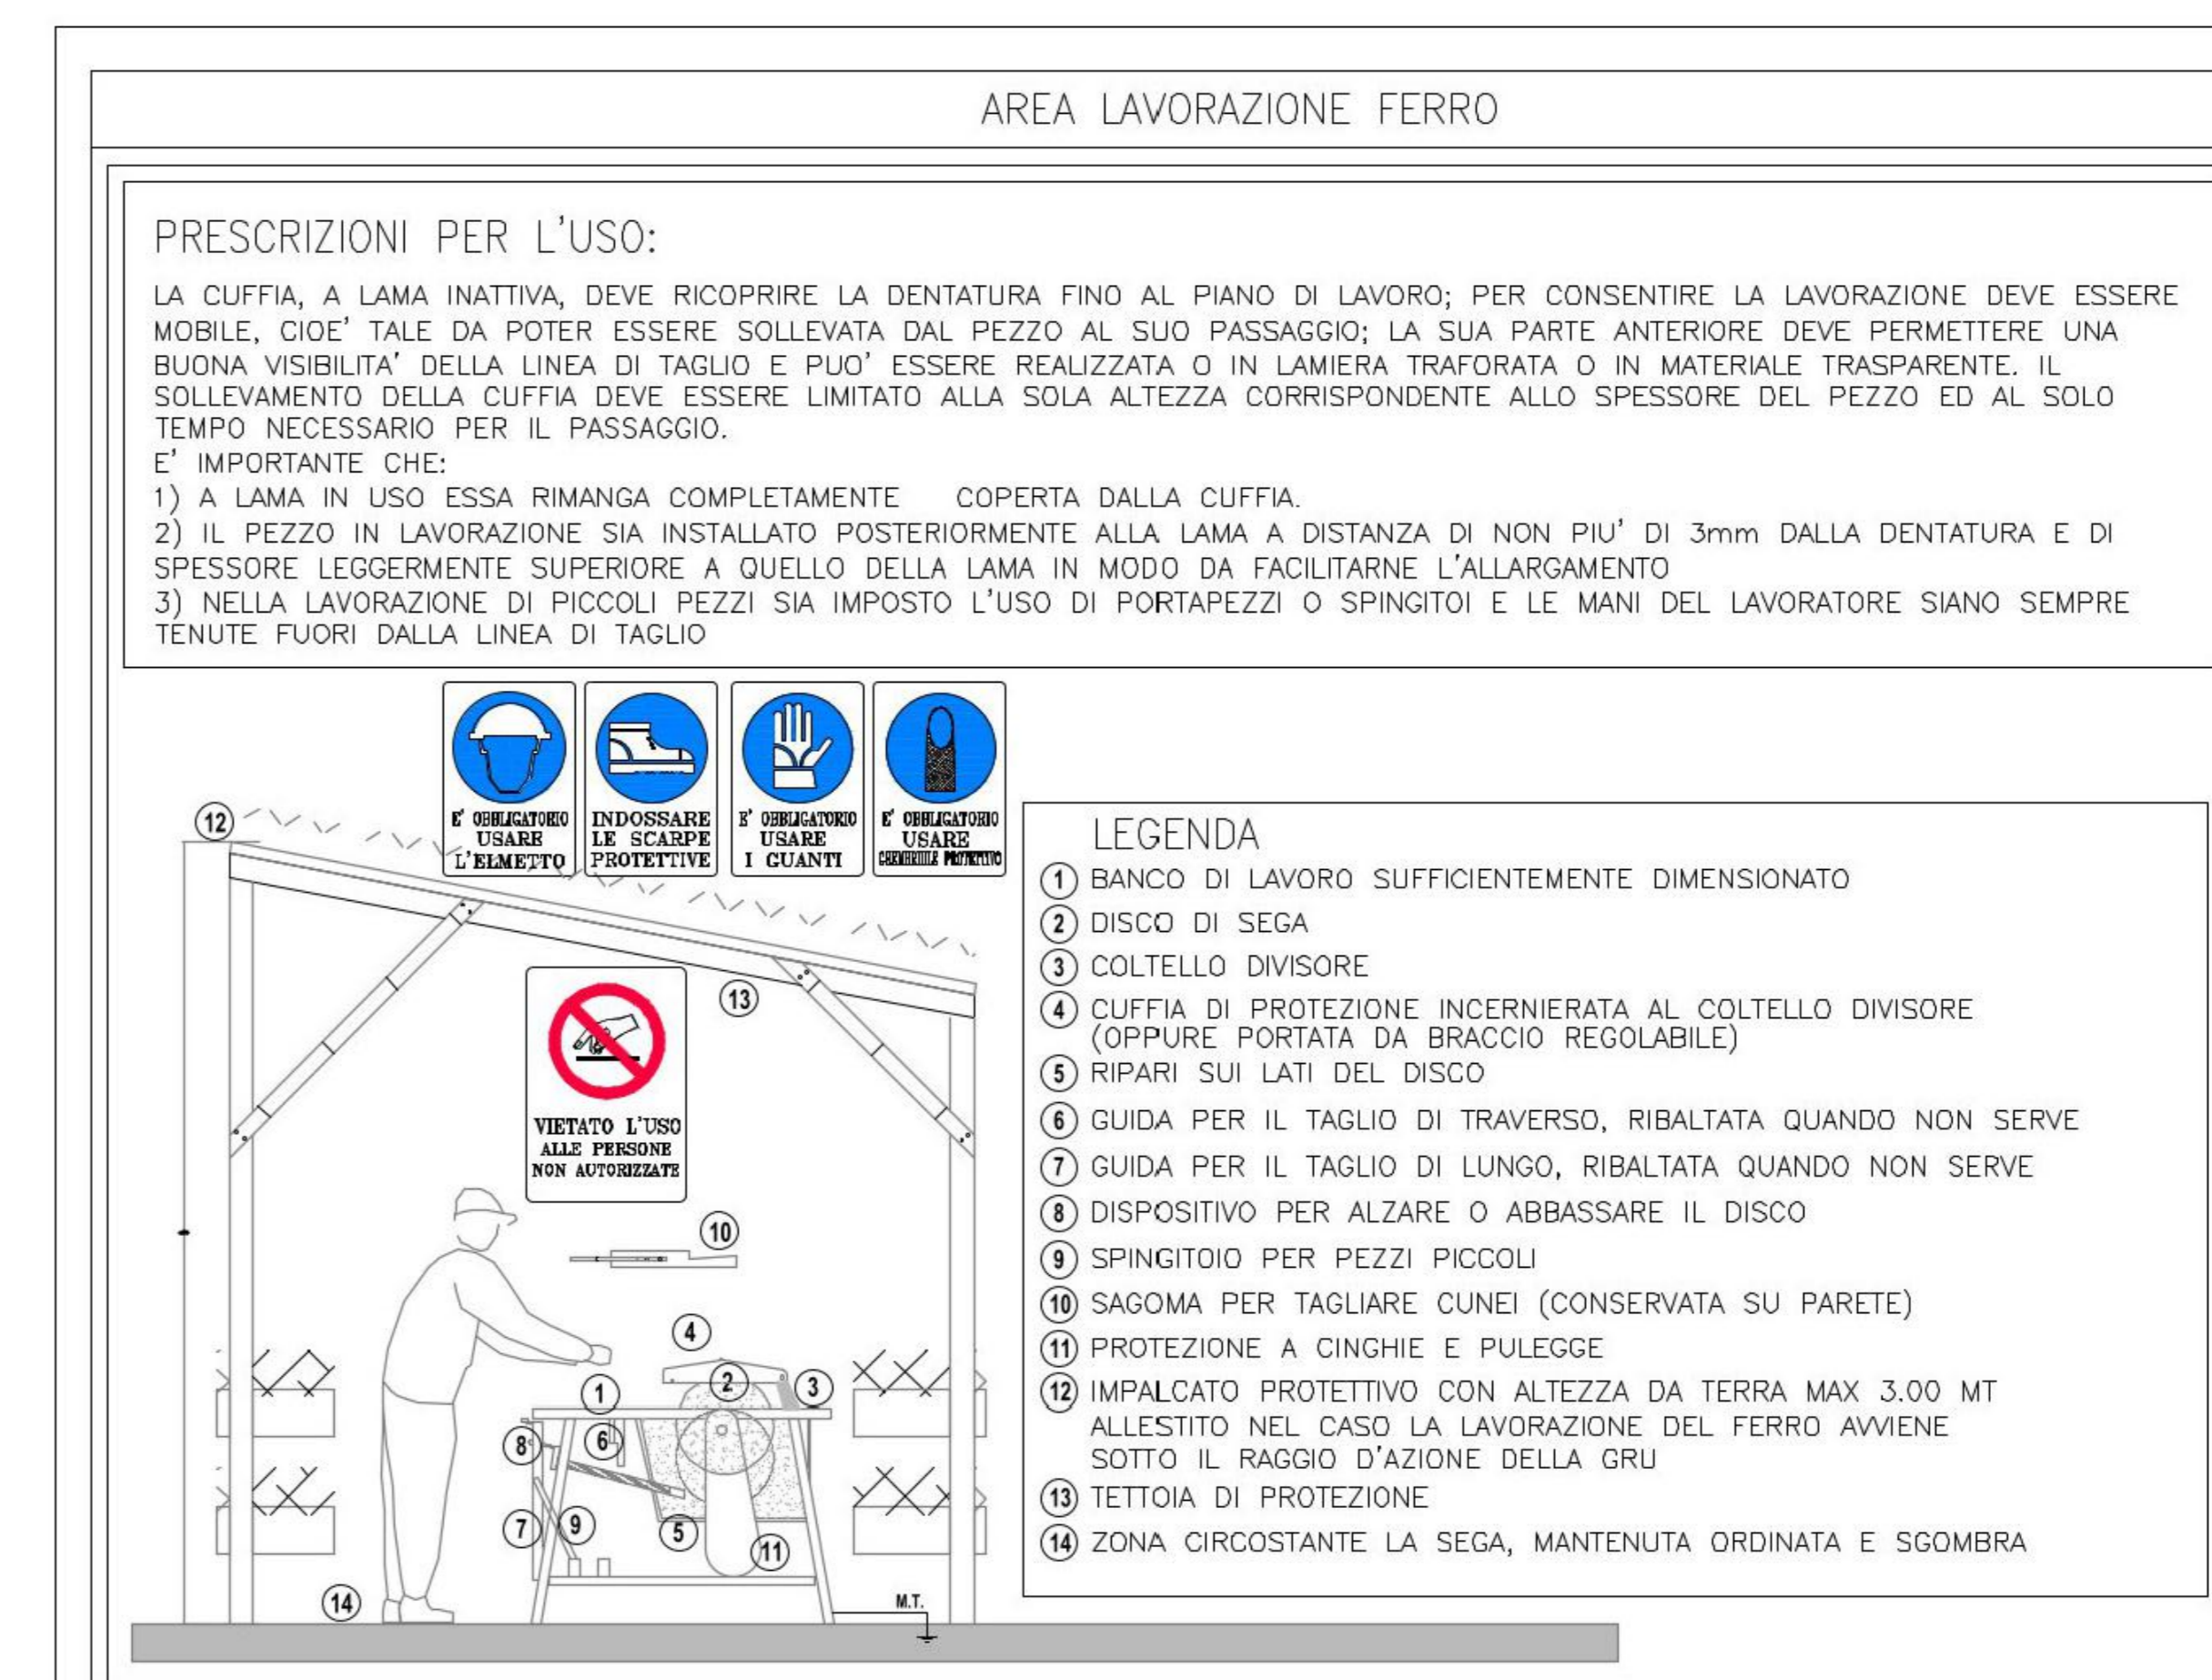 AREA LAVORAZIONE FERRO
PRESCRIZIONI PER L'USO:
LA CUFFIA, A LAMA INATTIVA, DEVE RICOPRIRE LA DENTATURA FINO AL PIANO DI LAVORO; PER CONSENTIRE LA LAVORAZIONE DEVE ESSERE
MOBILE, CIOE' TALE DA POTER ESSERE SOLLEVATA DAL PEZZO AL SUO PASSAGGIO; LA SUA PARTE ANTERIORE DEVE PERMETTERE UNA
BUONA VISIBILITA' DELLA LINEA DI TAGLIO E PUO' ESSERE REALIZZATA O IN LAMIERA TRAFORATA O IN MATERIALE TRASPARENTE. IL
SOLLEVAMENTO DELLA CUFFIA DEVE ESSERE LIMITATO ALLA SOLA ALTEZZA CORRISPONDENTE ALLO SPESSORE DEL PEZZO ED AL SOLO
TEMPO NECESSARIO PER IL PASSAGGIO.
E' IMPORTANTE CHE:
1) A LAMA IN USO ESSA RIMANGA COMPLETAMENTE COPERTA DALLA CUFFIA.
2) IL PEZZO IN LAVORAZIONE SIA INSTALLATO POSTERIORMENTE ALLA LAMA A DISTANZA DI NON PIU' DI 3mm DALLA DENTATURA E DI
SPESSORE LEGGERMENTE SUPERIORE A QUELLO DELLA LAMA IN MODO DA FACILITARNE L'ALLARGAMENTO
3) NELLA LAVORAZIONE DI PICCOLI PEZZI SIA IMPOSTO L'USO DI PORTAPEZZI O SPINGITOI E LE MANI DEL LAVORATORE SIANO SEMPRE
TENUTE FUORI DALLA LINEA DI TAGLIO
E' OBBLIGATORIO
USARE
L'ELMETTO
INDOSSARE
LE SCARPE
PROTETTIVE
E' OBBLIGATORIO
USARE
I GUANTI
E' OBBLIGATORIO
USARE
12
13
VIETATO L'USO
ALLE PERSONE
NON AUTORIZZATE
10
4
1
2
3
8
6
7
9
5
11
14
M.T.
LEGENDA
1 BANCO DI LAVORO SUFFICIENTEMENTE DIMENSIONATO
2 DISCO DI SEGA
3 COLTELLO DIVISORE
4 CUFFIA DI PROTEZIONE INCERNIERATA AL COLTELLO DIVISORE
(OPPURE PORTATA DA BRACCIO REGOLABILE)
5 RIPARI SUI LATI DEL DISCO
6 GUIDA PER IL TAGLIO DI TRAVERSO, RIBALTATA QUANDO NON SERVE
7 GUIDA PER IL TAGLIO DI LUNGO, RIBALTATA QUANDO NON SERVE
8 DISPOSITIVO PER ALZARE O ABBASSARE IL DISCO
9 SPINGITOIO PER PEZZI PICCOLI
10 SAGOMA PER TAGLIARE CUNEI (CONSERVATA SU PARETE)
11 PROTEZIONE A CINGHIE E PULEGGE
12 IMPALCATO PROTETTIVO CON ALTEZZA DA TERRA MAX 3.00 MT
ALLESTITO NEL CASO LA LAVORAZIONE DEL FERRO AVVIENE
SOTTO IL RAGGIO D'AZIONE DELLA GRU
13 TETTOIA DI PROTEZIONE
14 ZONA CIRCOSTANTE LA SEGA, MANTENUTA ORDINATA E SGOMBRA